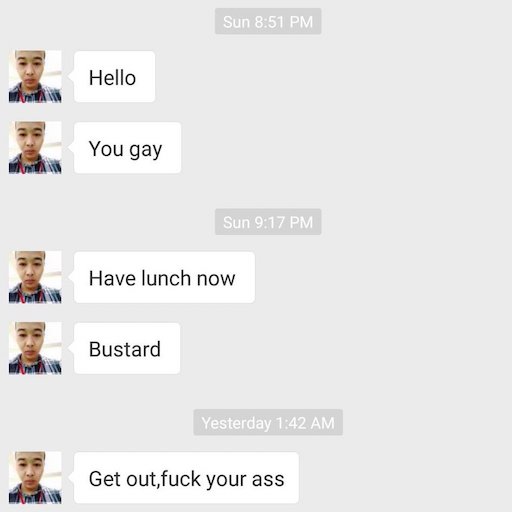 Sun 8:51 PM
Hello
You gay
Sun 9:17 PM
Have lunch now
Bustard
Yesterday 1:42 AM
Get out,fuck your ass